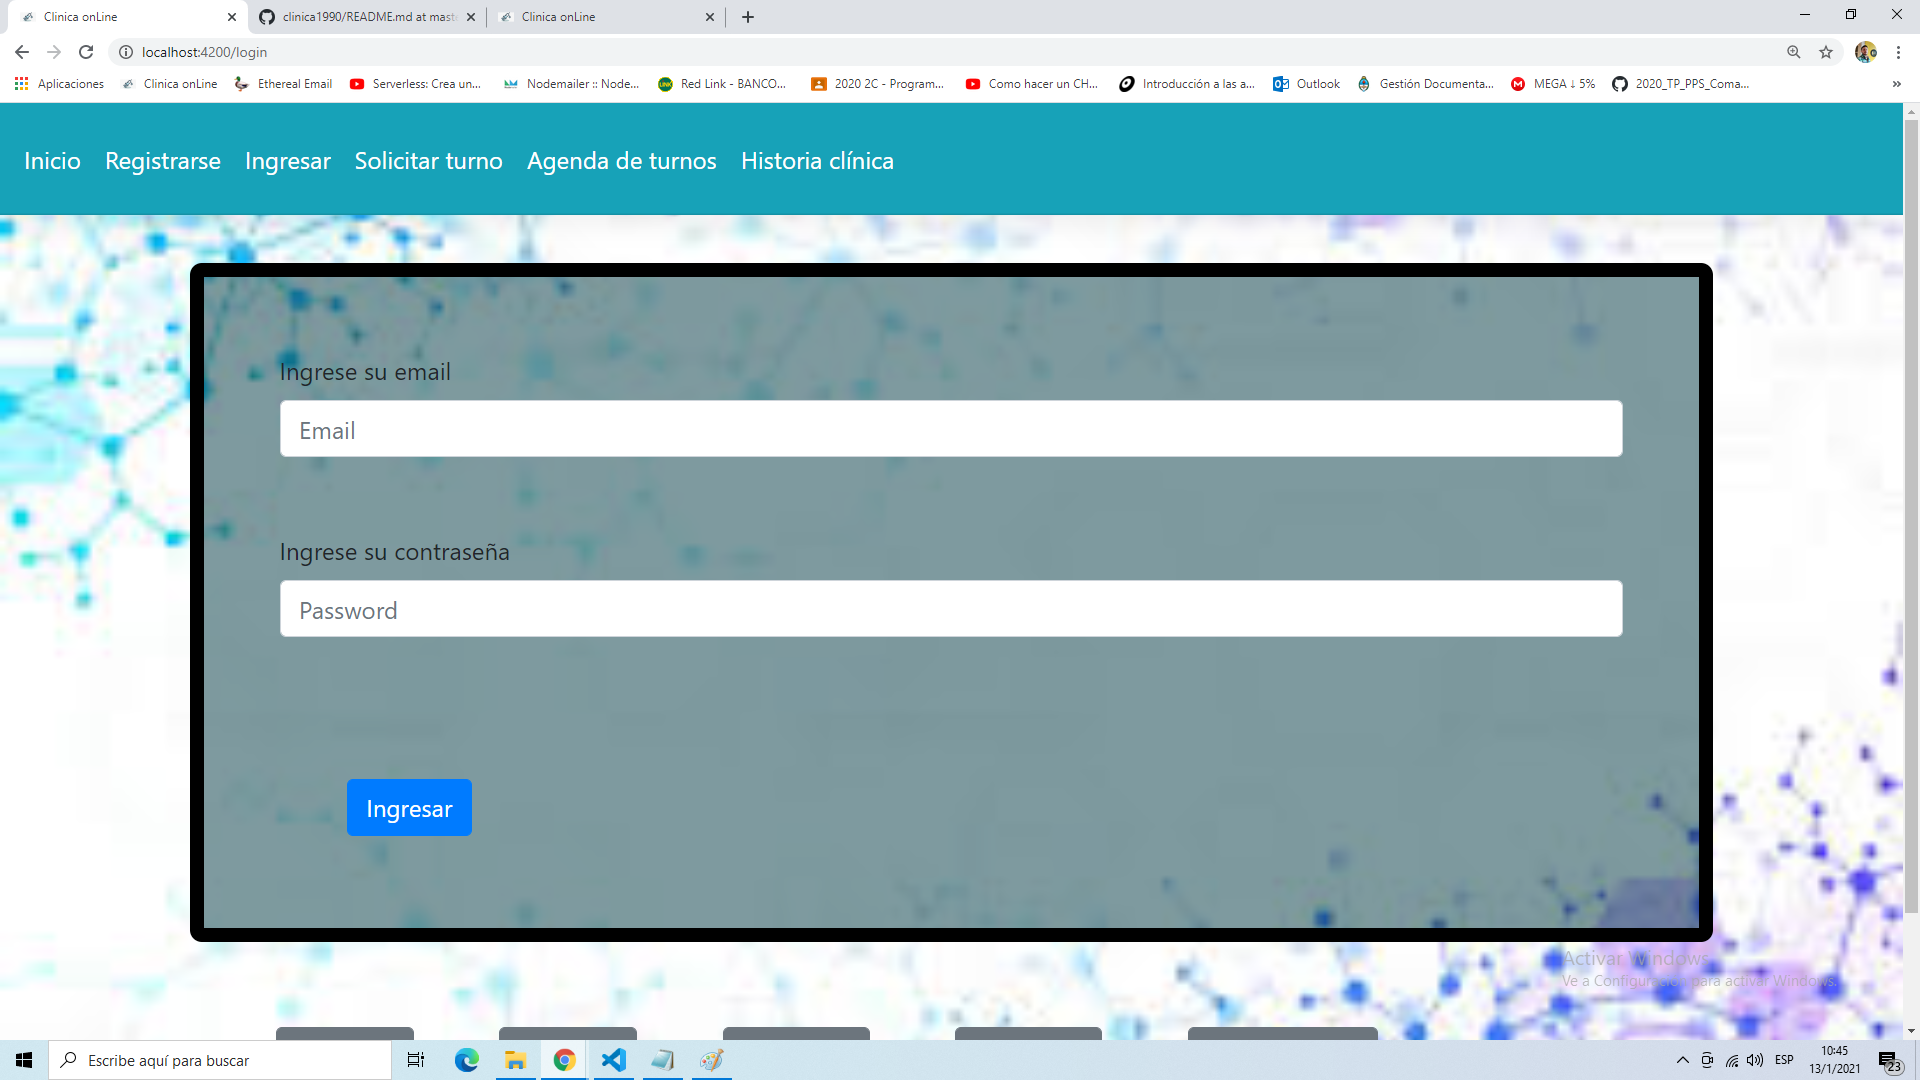 Clinica onLine
clinica1990/README.md at mast
Clinica onLine
localhost:4200/login
Aplicaciones
Clinica onLine
Ethereal Email
Serverless: Crea un...
Nodemailer :: Node...
Red Link - BANCO...
2020 2C - Program...
Como hacer un CH...
Introducción a las a...
Outlook
Gestión Documenta...
MEGA ↓ 5%
2020_TP_PPS_Coma...
»
Inicio
Registrarse
Ingresar
Solicitar turno
Agenda de turnos
Historia clínica
Ingrese su email
Email
Ingrese su contraseña
Password
Ingresar
Activar Windows
Ve a Configuración para activar Windows.
Escribe aquí para buscar
ESP
10:45
13/1/2021
23